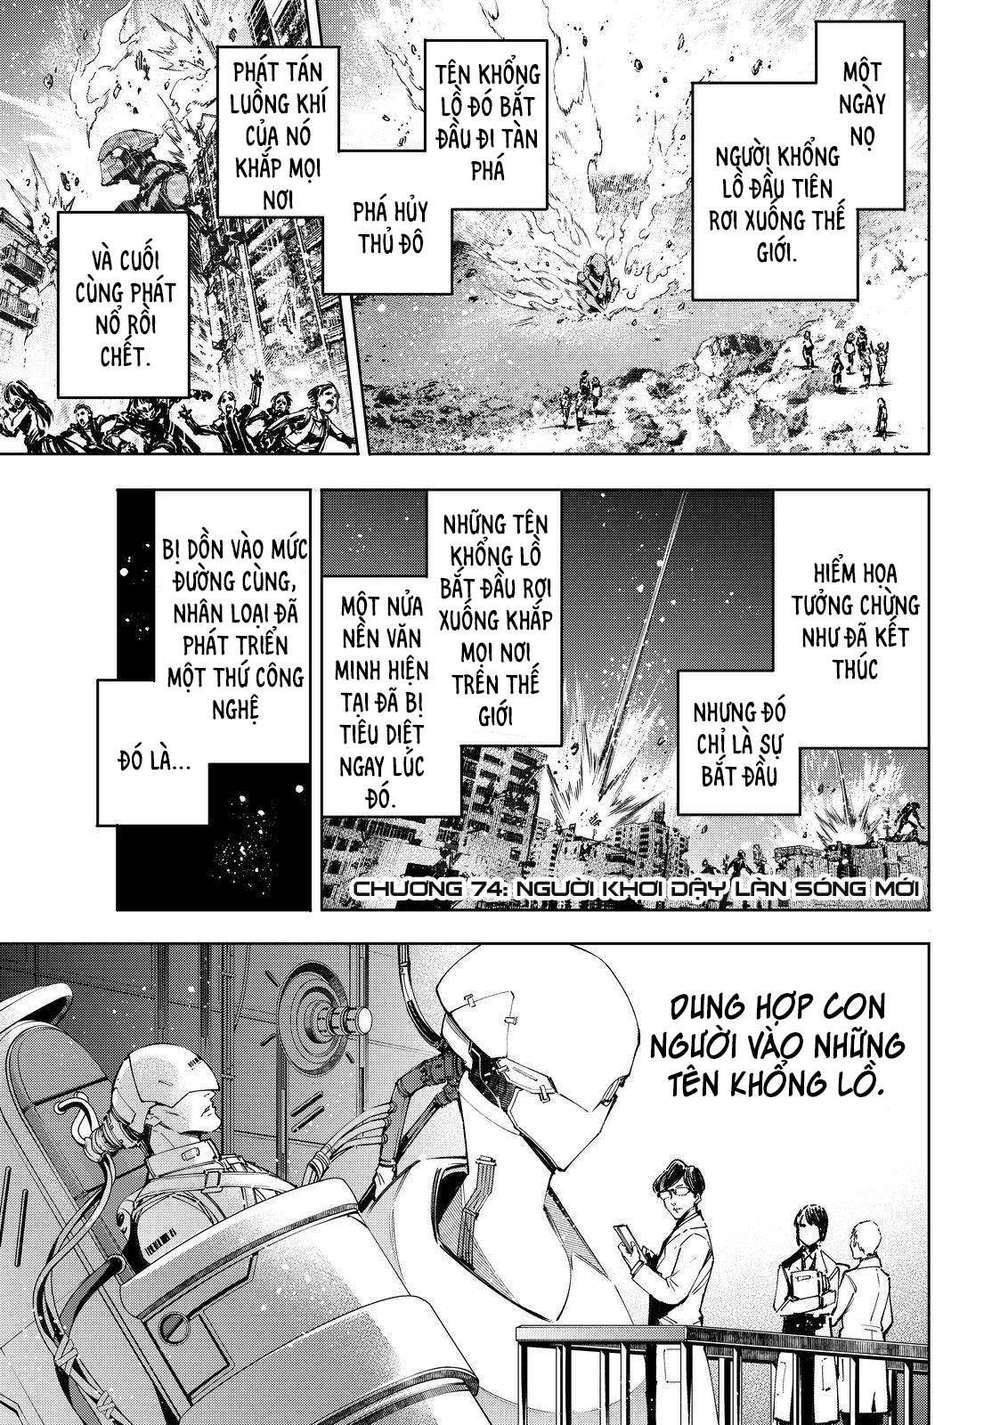 MỘT
NGÀY
NỌ
NGƯỜI KHỔNG
LỒ ĐẦU TIÊN
RƠI XUỐNG THẾ
GIỚI.
TÊN KHỔNG
LỒ ĐÓ BẮT
ĐẦU ĐI TÀN
PHÁ
PHÁ HỦY
THỦ ĐÔ
PHÁT TÁN
LUỒNG KHÍ
CỦA NÓ
KHẮP MỌI
NƠI
VÀ CUỐI
CÙNG PHÁT
NỔ RỒI
CHẾT.
HIỂM HỌA
TƯỞNG CHỪNG
NHƯ ĐÃ KẾT
THÚC
NHƯNG ĐÓ
CHỈ LÀ SỰ
BẮT ĐẦU
NHỮNG TÊN
KHỔNG LỒ
BẮT ĐẦU RƠI
XUỐNG KHẮP
MỌI NƠI
TRÊN THẾ
GIỚI
MỘT NỬA
NỀN VĂN
MINH HIỆN
TẠI ĐÃ BỊ
TIÊU DIỆT
NGAY LÚC
ĐÓ.
BỊ DỒN VÀO MỨC
ĐƯỜNG CÙNG,
NHÂN LOẠI ĐÃ
PHÁT TRIỂN
MỘT THỨ CÔNG
NGHỆ
ĐÓ LÀ...
CHƯƠNG 74: NGƯỜI KHƠI DẬY LÀN SÓNG MỚI
DUNG HỢP CON
NGƯỜI VÀO NHỮNG
TÊN KHỔNG LỒ.